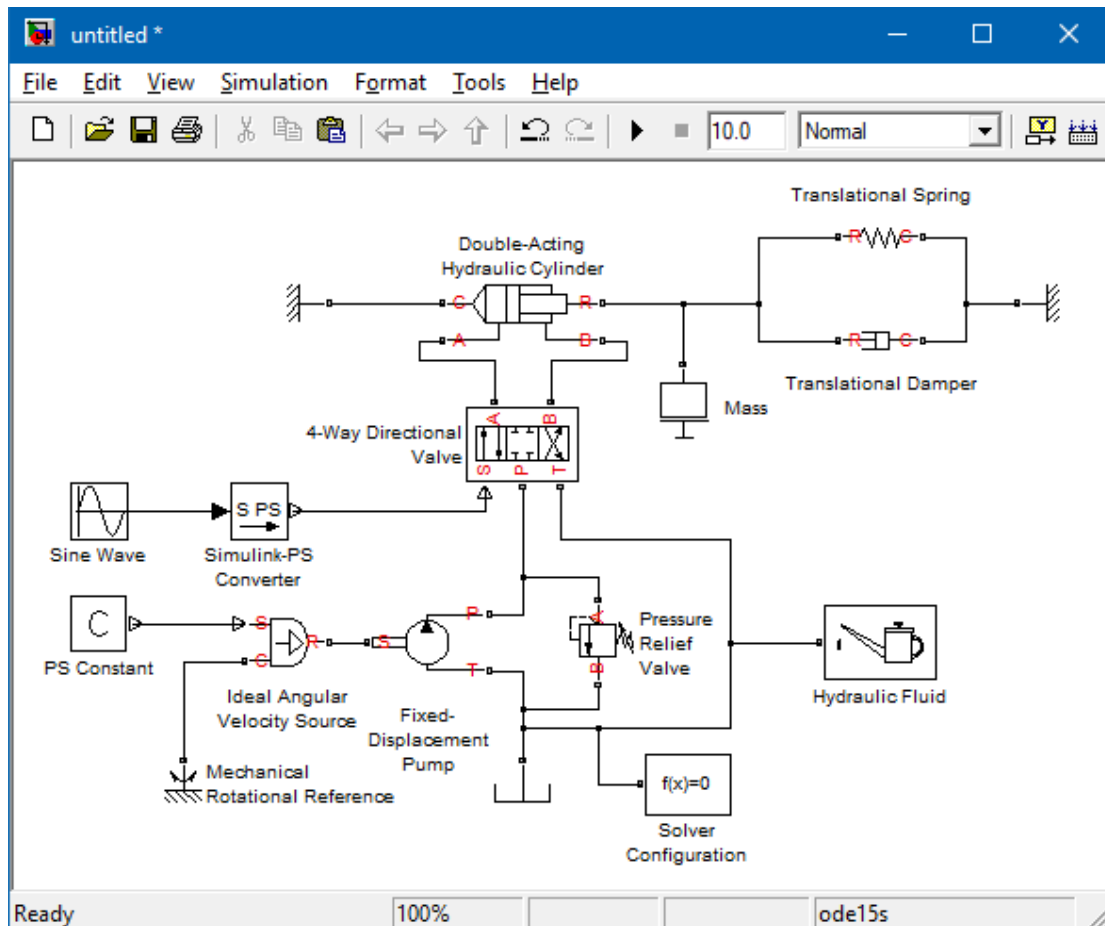 untitled *
File Edit View Simulation Format Tools Help
10.0 Normal
Translational Spring
R C
Double-Acting
Hydraulic Cylinder
C R
A B
R C
Translational Damper
Mass
4-Way Directional
Valve
A B
S P T
Sine Wave
S PS
Simulink-PS
Converter
C
PS Constant
S
C
R
Ideal Angular
Velocity Source
S
P
T
Fixed-
Displacement
Pump
A
B
Pressure
Relief
Valve
Hydraulic Fluid
Mechanical
Rotational Reference
f(x)=0
Solver
Configuration
Ready 100% ode15s